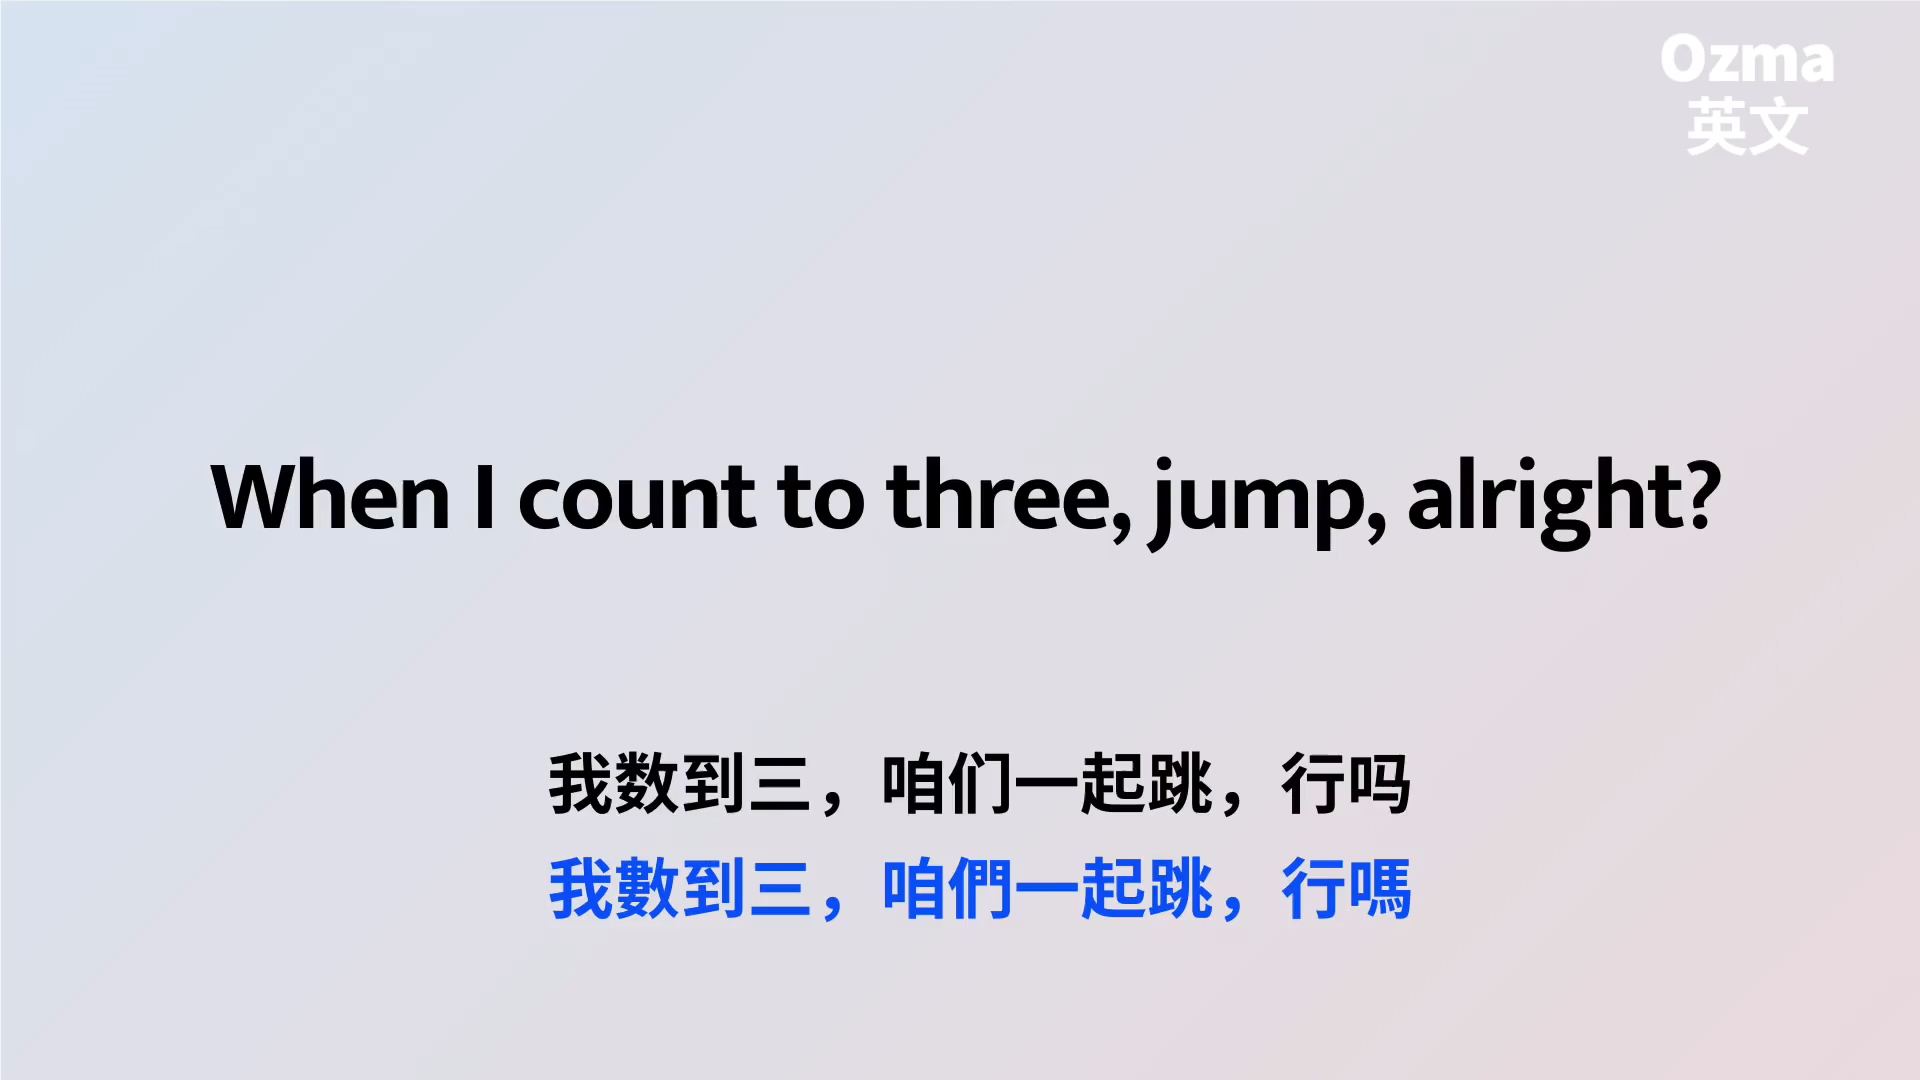 Ozma
英文
When I count to three, jump, alright?
我数到三，咱们一起跳，行吗
我數到三，咱們一起跳，行嗎